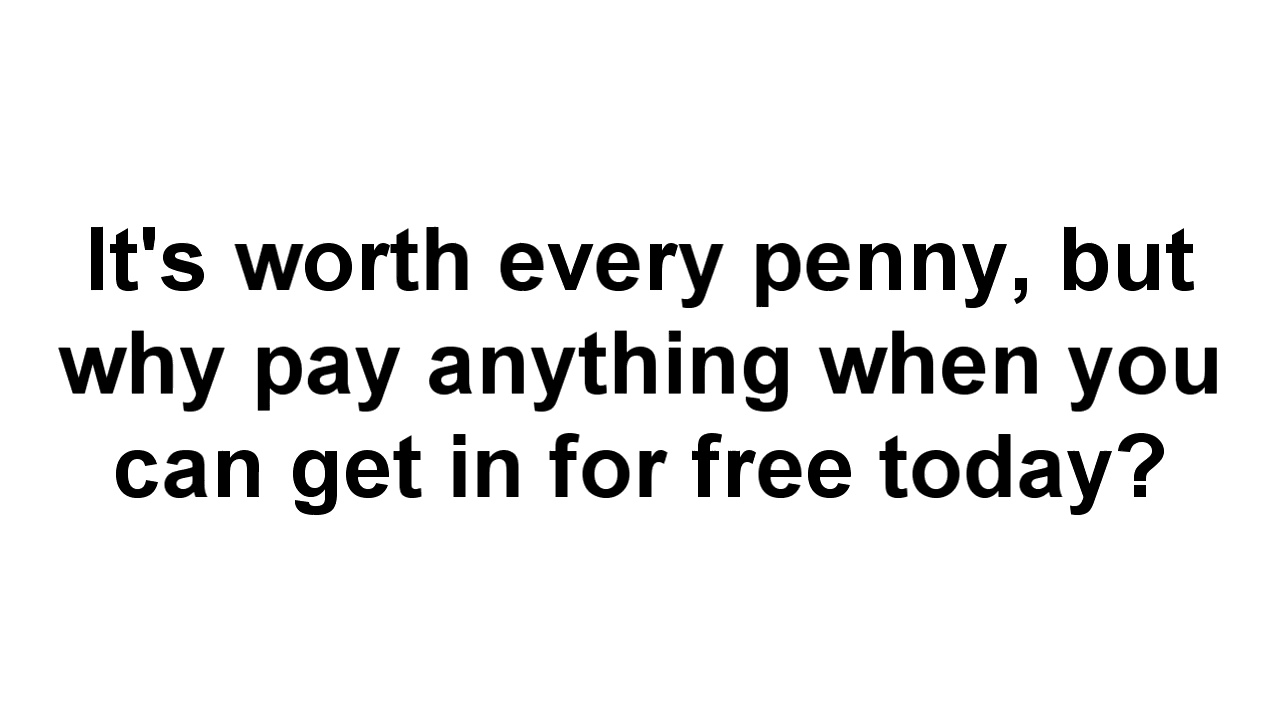 It's worth every penny, but
why pay anything when you
can get in for free today?